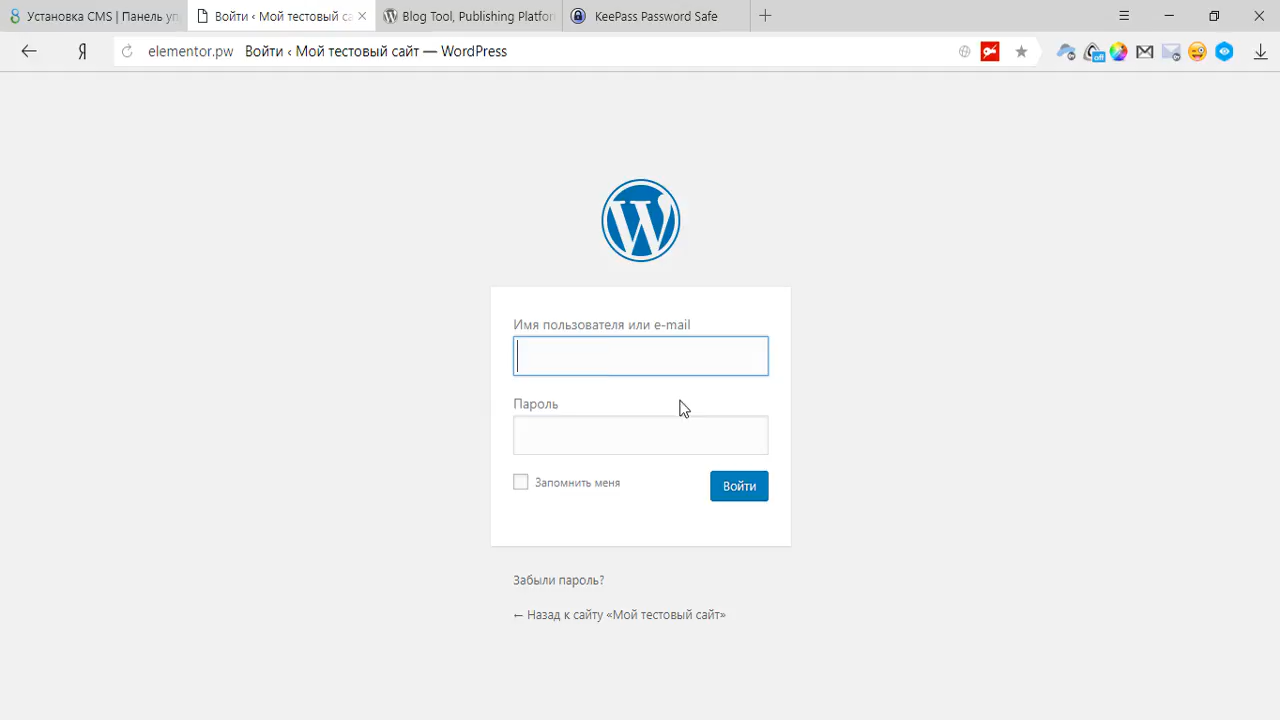 Установка CMS | Панель уп
Войти ‹ Мой тестовый са
Blog Tool, Publishing Platfor
KeePass Password Safe
Я
elementor.pw Войти ‹ Мой тестовый сайт — WordPress
off
Имя пользователя или e-mail
Пароль
Запомнить меня
Войти
Забыли пароль?
← Назад к сайту «Мой тестовый сайт»